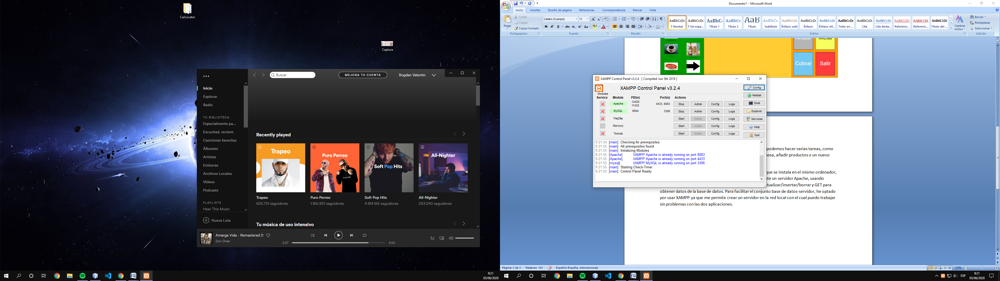 CarLocator
Captura
Buscar
MEJORA TU CUENTA
Bogdan Valentin
Inicio
Explorar
Radio
TU BIBLIOTECA
Especialmente pa...
Escuchad. recient.
Canciones favoritas
Álbumes
Artistas
Emisoras
Archivos Locales
Vídeos
Podcasts
PLAYLISTS
Hear This Music
Nueva Lista
Recently played
Trapeo
Puro Perreo
Soft Pop Hits
All-Nighter
Trapeo
Puro Perreo
Soft Pop Hits
All-Nighter
625.721 seguidores
1.165.901 seguidores
4.184.155 seguidores
253.240 seguidores
Tu música de uso intensivo
Amarga Vida - Remastered 2
Don Omar
2:27
3:00
9:21
05/06/2020
Documento1 - Microsoft Word
Inicio
Insertar
Diseño de página
Referencias
Correspondencia
Revisar
Vista
Pegar
Cortar
Copiar
Copiar formato
Portapapeles
Calibri (Cuerpo)
11
Fuente
Párrafo
AaBbCcDc
¶ Normal
AaBbCcDc
¶ Sin espa...
AaBbCc
Título 1
AaBbCc
Título 2
AaB
Título
AaBbCc.
Subtítulo
AaBbCcDc
Énfasis sutil
AaBbCcDc
Énfasis
AaBbCcDc
Énfasis int...
AaBbCcDc
Texto en ...
AaBbCcDc
Cita
AaBbCcDc
Cita desta...
AaBbCcDc
Referenci...
AaBbCcDc
Referenci...
AaBbCcDc
Título del ...
Estilos
Cambiar
estilos
Buscar
Reemplazar
Seleccionar
Edición
Anular
Mesa
Cobrar
Salir
XAMPP Control Panel v3.2.4 [ Compiled: Jun 5th 2019 ]
XAMPP Control Panel v3.2.4
Modules
Service Module PID(s) Port(s) Actions
Apache 12420 11432 4433, 8083 Stop Admin Config Logs
MySQL 8564 3306 Stop Admin Config Logs
FileZilla Start Admin Config Logs
Mercury Start Admin Config Logs
Tomcat Start Admin Config Logs
Config
Netstat
Shell
Explorer
Services
Help
Quit
9:21:54 [main] Checking for prerequisites
9:21:55 [main] All prerequisites found
9:21:55 [main] Initializing Modules
9:21:55 [Apache] XAMPP Apache is already running on port 8083
9:21:55 [Apache] XAMPP Apache is already running on port 4433
9:21:55 [mysql] XAMPP MySQL is already running on port 3306
9:21:55 [main] Starting Check-Timer
9:21:55 [main] Control Panel Ready
podemos hacer varias tareas, como
mesa, añadir productos o un nuevo
que se instala en el mismo ordenador,
un servidor Apache, usando
tualizar/insertar/borrar y GET para
obtener datos de la base de datos. Para facilitar el conjunto base de datos-servidor, he optado
por usar XAMPP ya que me permite crear un servidor en la red local con el cual puedo trabajar
sin problemas con las dos aplicaciones.
Página: 2 de 2
Palabras: 161
Español (España, internacional)
120%
ESP
9:21
05/06/2020